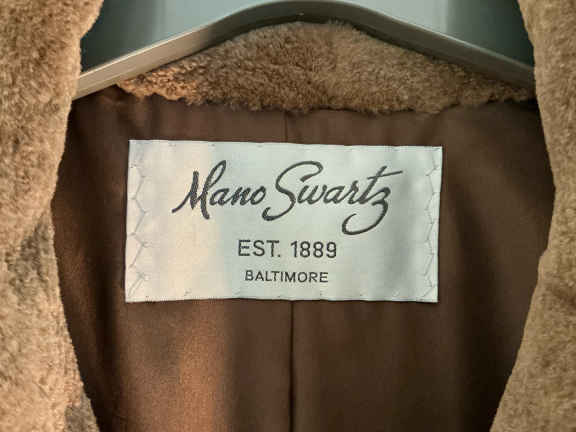 Mano Swartz
EST. 1889
BALTIMORE